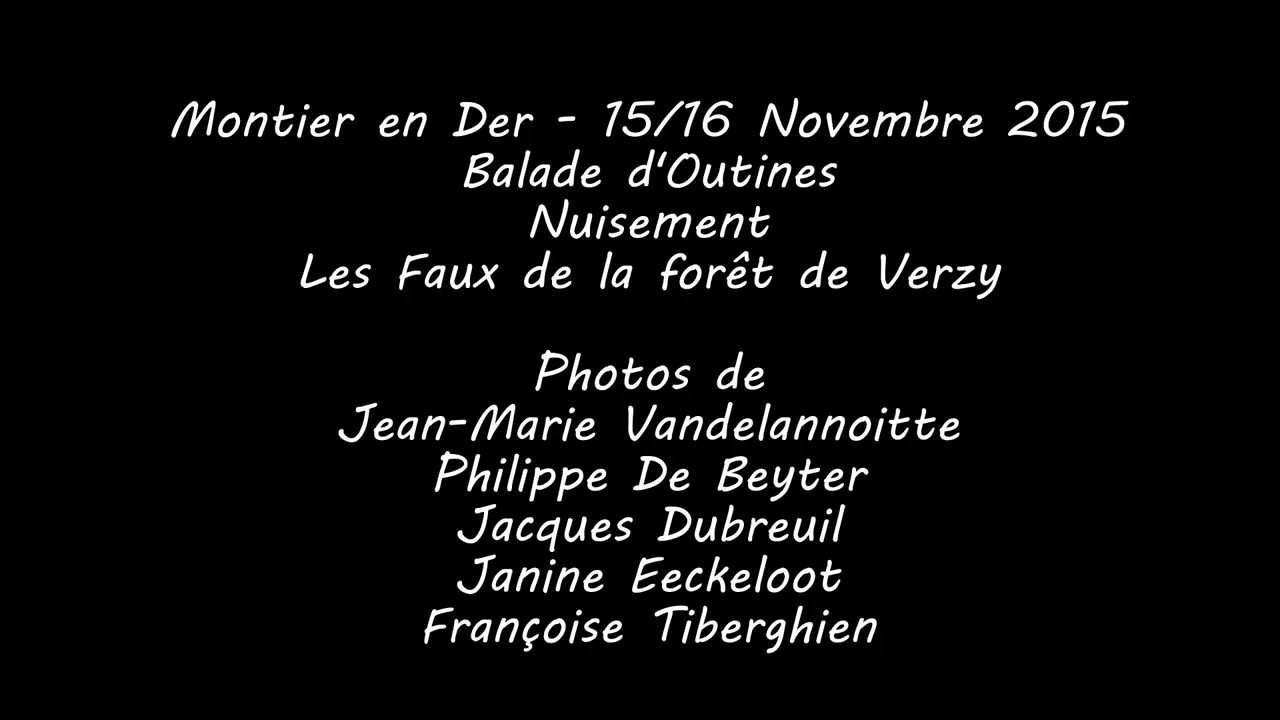 Montier en Der - 15/16 Novembre 2015
Balade d'Outines
Nuisement
Les Faux de la forêt de Verzy
Photos de
Jean-Marie Vandelannoitte
Philippe De Beyter
Jacques Dubreuil
Janine Eeckeloot
Françoise Tiberghien